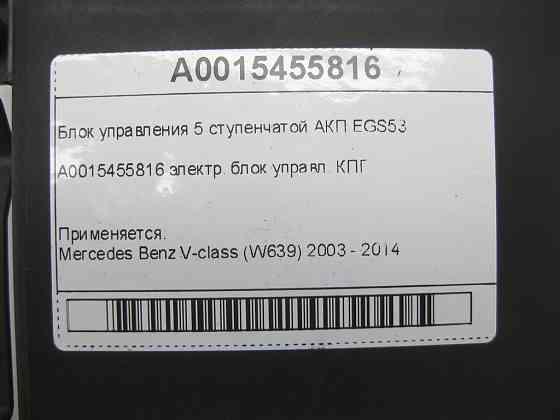 A0015455816
Блок управления 5 ступенчатой АКП EGS53
A0015455816 электр. блок управл. КПГ
Применяется.
Mercedes Benz V-class (W639) 2003 - 2014